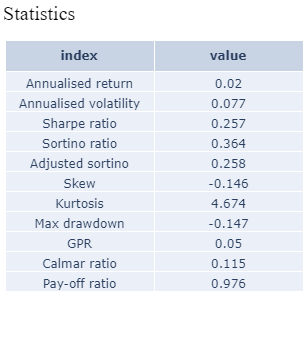 Statistics
index value
Annualised return 0.02
Annualised volatility 0.077
Sharpe ratio 0.257
Sortino ratio 0.364
Adjusted sortino 0.258
Skew -0.146
Kurtosis 4.674
Max drawdown -0.147
GPR 0.05
Calmar ratio 0.115
Pay-off ratio 0.976